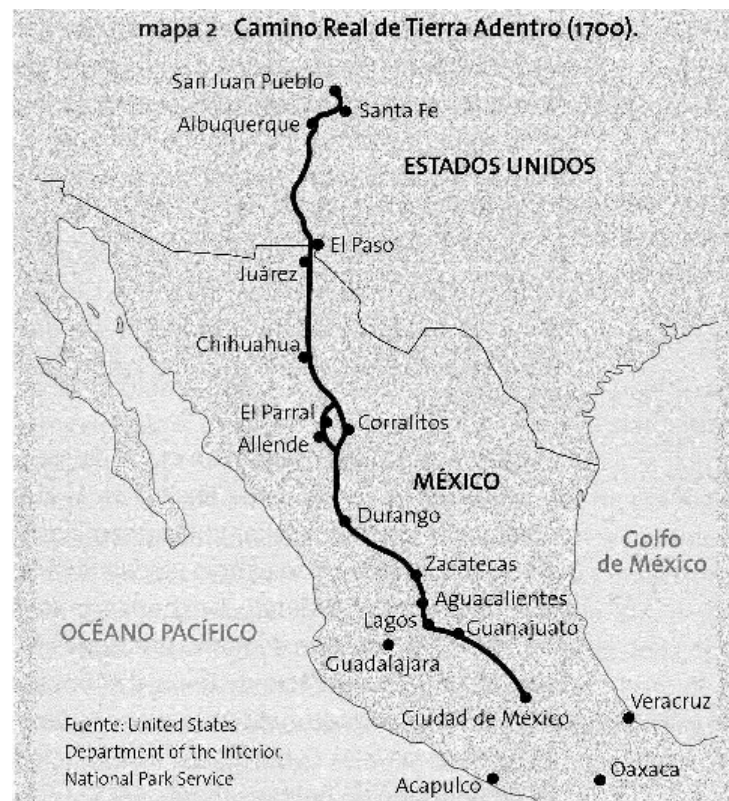 mapa 2 Camino Real de Tierra Adentro (1700).
San Juan Pueblo
Santa Fe
Albuquerque
ESTADOS UNIDOS
El Paso
Juárez
Chihuahua
El Parral
Corralitos
Allende
MÉXICO
Durango
Golfo
de México
Zacatecas
Aguacalientes
Lagos
Guanajuato
OCÉANO PACÍFICO
Guadalajara
Veracruz
Ciudad de México
Fuente: United States
Department of the Interior.
National Park Service
Acapulco
Oaxaca